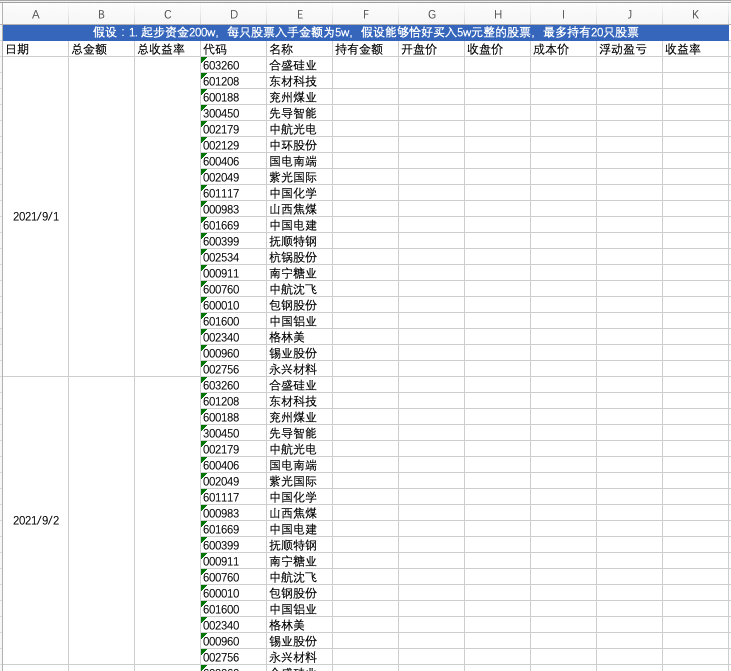 A B C D E F G H I J K
假设：1. 起步资金200w，每只股票入手金额为5w，假设能够恰好买入5w元整的股票，最多持有20只股票
日期 总金额 总收益率 代码 名称 持有金额 开盘价 收盘价 成本价 浮动盈亏 收益率
603260 合盛硅业
601208 东材科技
600188 兖州煤业
300450 先导智能
002179 中航光电
002129 中环股份
600406 国电南端
002049 紫光国际
601117 中国化学
000983 山西焦煤
2021/9/1
601669 中国电建
600399 抚顺特钢
002534 杭锅股份
000911 南宁糖业
600760 中航沈飞
600010 包钢股份
601600 中国铝业
002340 格林美
000960 锡业股份
002756 永兴材料
603260 合盛硅业
601208 东材科技
600188 兖州煤业
300450 先导智能
002179 中航光电
600406 国电南端
002049 紫光国际
601117 中国化学
000983 山西焦煤
2021/9/2
601669 中国电建
600399 抚顺特钢
000911 南宁糖业
600760 中航沈飞
600010 包钢股份
601600 中国铝业
002340 格林美
000960 锡业股份
002756 永兴材料